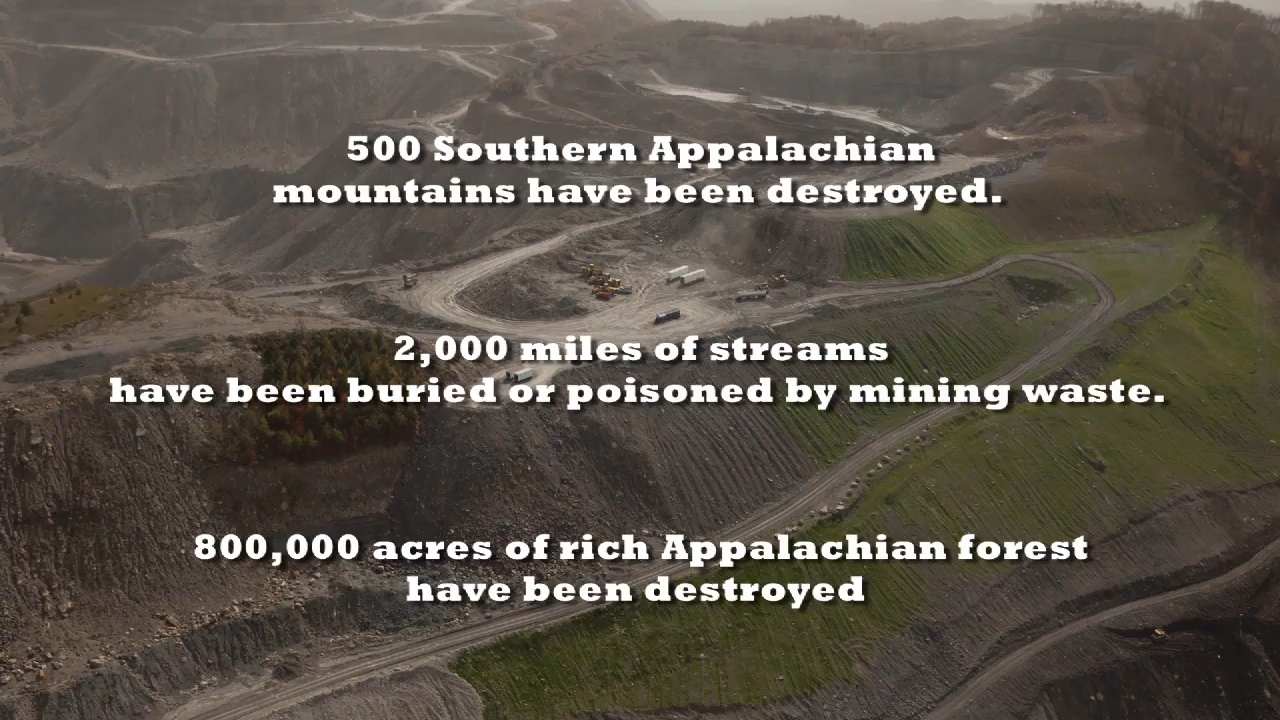 500 Southern Appalachian
mountains have been destroyed.
2,000 miles of streams
have been buried or poisoned by mining waste.
800,000 acres of rich Appalachian forest
have been destroyed